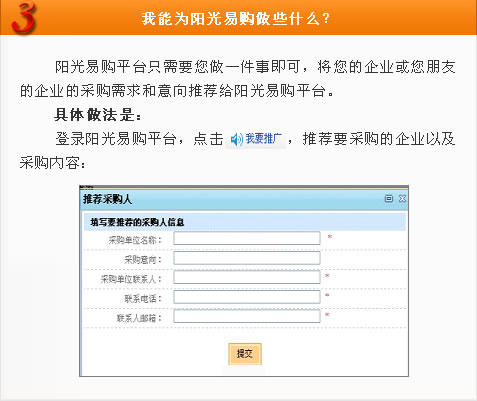 3 我能为阳光易购做些什么？
阳光易购平台只需要您做一件事即可，将您的企业或您朋友
的企业的采购需求和意向推荐给阳光易购平台。
具体做法是：
登录阳光易购平台，点击 我要推广 ，推荐要采购的企业以及
采购内容：
推荐采购人
填写要推荐的采购人信息
采购单位名称： *
采购意向：
采购单位联系人： *
联系电话： *
联系人邮箱： *
提交